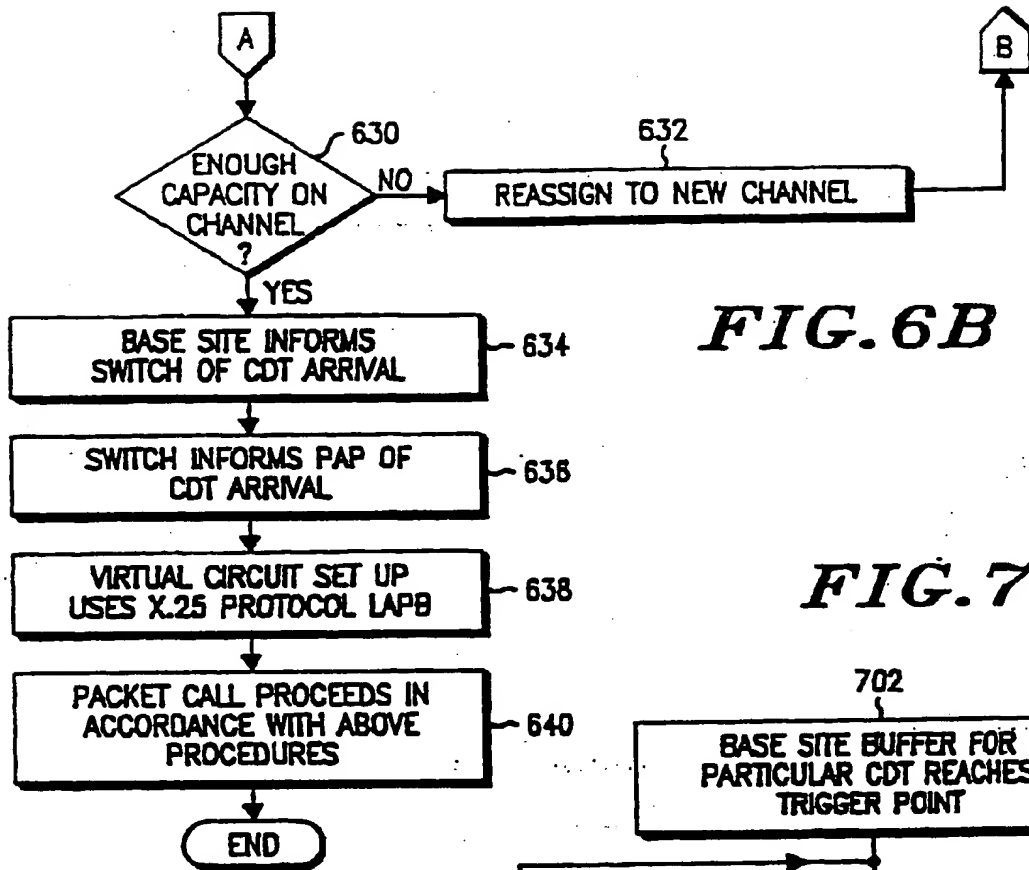 A
B
630
ENOUGH
CAPACITY ON
CHANNEL
?
NO
632
REASSIGN TO NEW CHANNEL
YES
FIG.6B
BASE SITE INFORMS
SWITCH OF CDT ARRIVAL
634
SWITCH INFORMS PAP OF
CDT ARRIVAL
636
VIRTUAL CIRCUIT SET UP
USES X.25 PROTOCOL LAPB
638
FIG.7
PACKET CALL PROCEEDS IN
ACCORDANCE WITH ABOVE
PROCEDURES
640
END
702
BASE SITE BUFFER FOR
PARTICULAR CDT REACHES
TRIGGER POINT